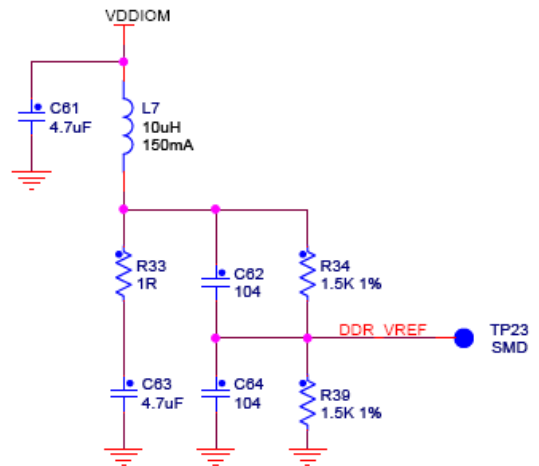 VDDIOM
C61
4.7uF
L7
10uH
150mA
R33
1R
C62
104
R34
1.5K 1%
DDR_VREF
TP23
SMD
C63
4.7uF
C64
104
R39
1.5K 1%